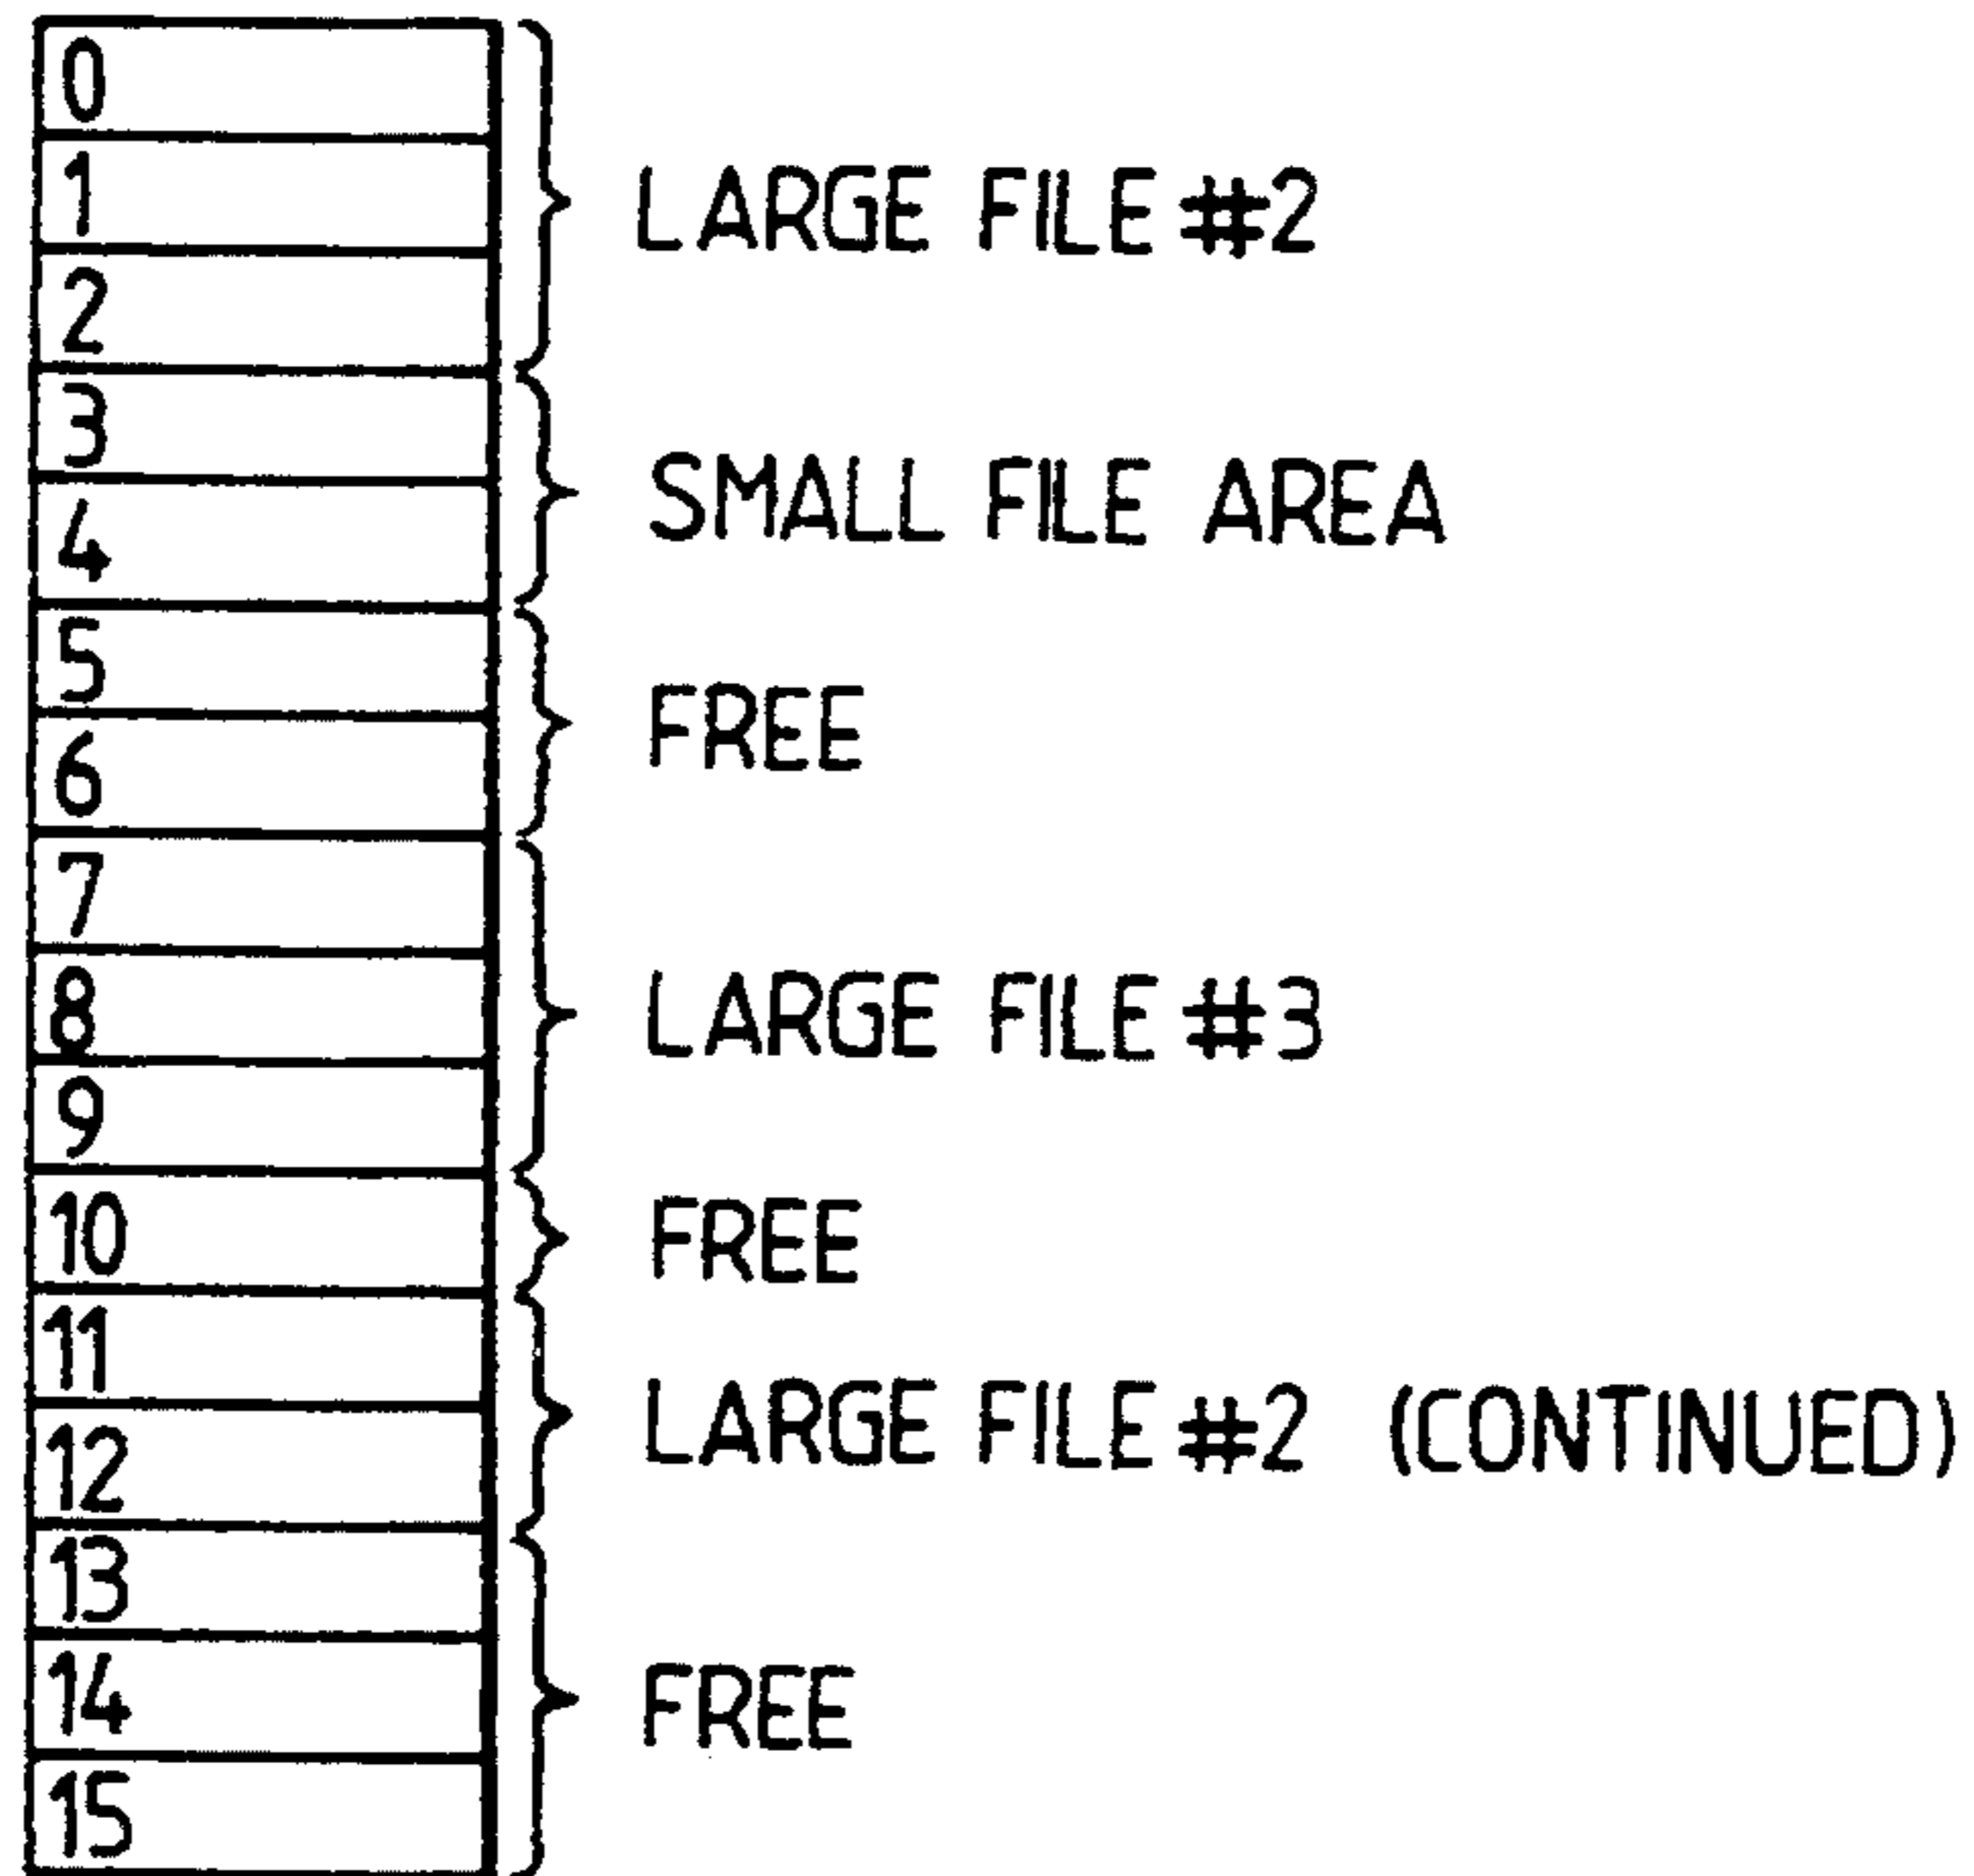 0
1
LARGE FILE #2
2
3
4
SMALL FILE AREA
5
6
FREE
7
8
LARGE FILE #3
9
10
FREE
11
12
LARGE FILE #2 (CONTINUED)
13
14
FREE
15